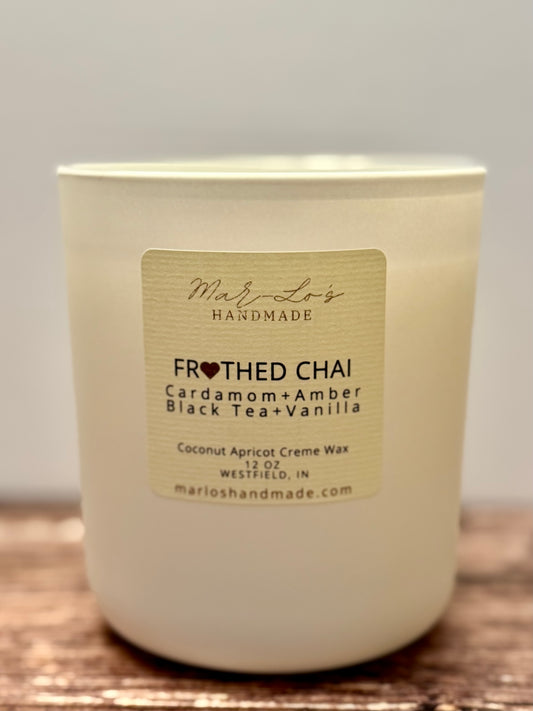 Mar-Lo's
HANDMADE
FR♥THED CHAI
Cardamom+Amber
Black Tea+Vanilla
Coconut Apricot Creme Wax
12 OZ
WESTFIELD, IN
marloshandmade.com